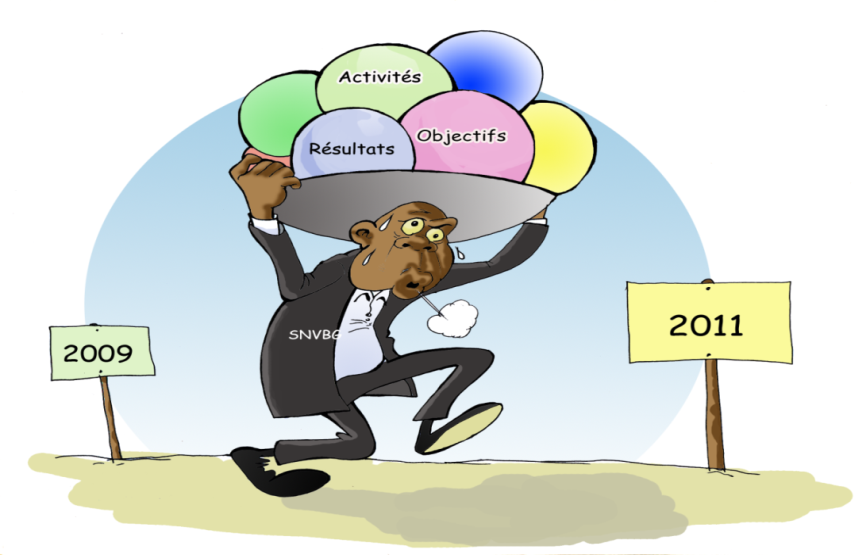 Activités
Résultats
Objectifs
SNVBG
2009
2011